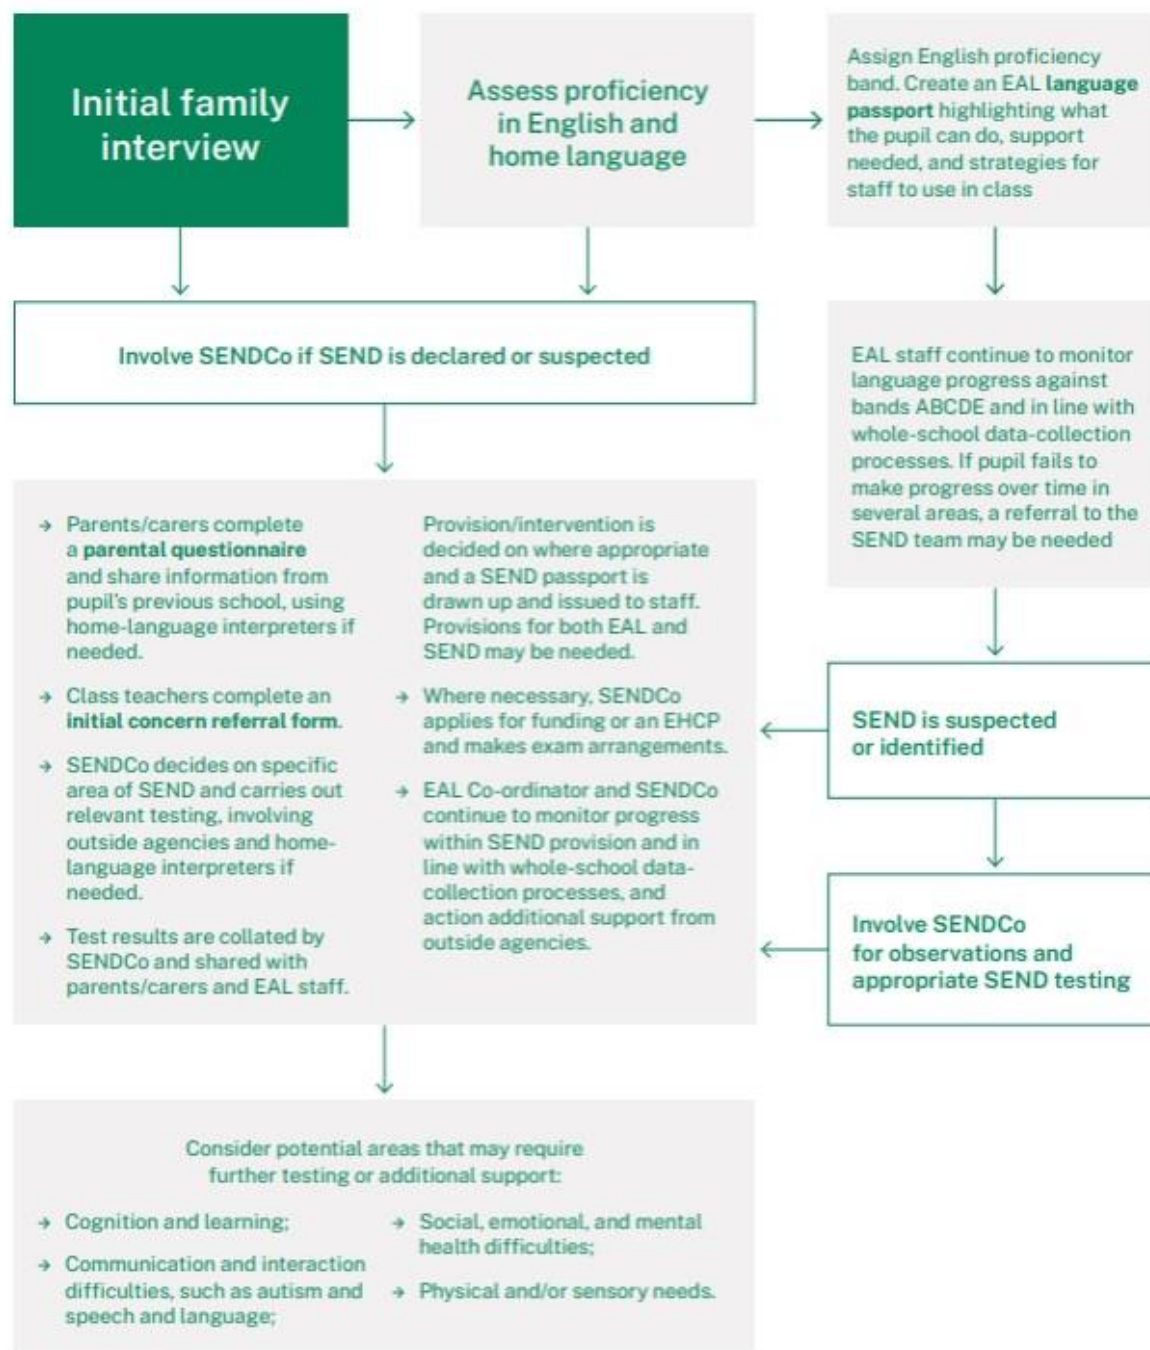 Initial family
interview
Assess proficiency
in English and
home language
Assign English proficiency
band. Create an EAL language
passport highlighting what
the pupil can do, support
needed, and strategies for
staff to use in class
Involve SENDCo if SEND is declared or suspected
EAL staff continue to monitor
language progress against
bands ABCDE and in line with
whole-school data-collection
processes. If pupil fails to
make progress over time in
several areas, a referral to the
SEND team may be needed
→ Parents/carers complete
a parental questionnaire
and share information from
pupil's previous school, using
home-language interpreters if
needed.
→ Class teachers complete an
initial concern referral form.
→ SENDCo decides on specific
area of SEND and carries out
relevant testing, involving
outside agencies and home-
language interpreters if
needed.
→ Test results are collated by
SENDCo and shared with
parents/carers and EAL staff.
Provision/intervention is
decided on where appropriate
and a SEND passport is
drawn up and issued to staff.
Provisions for both EAL and
SEND may be needed.
→ Where necessary, SENDCo
applies for funding or an EHCP
and makes exam arrangements.
→ EAL Co-ordinator and SENDCo
continue to monitor progress
within SEND provision and in
line with whole-school data-
collection processes, and
action additional support from
outside agencies.
SEND is suspected
or identified
Involve SENDCo
for observations and
appropriate SEND testing
Consider potential areas that may require
further testing or additional support:
→ Cognition and learning;
→ Communication and interaction
difficulties, such as autism and
speech and language;
→ Social, emotional, and mental
health difficulties;
→ Physical and/or sensory needs.